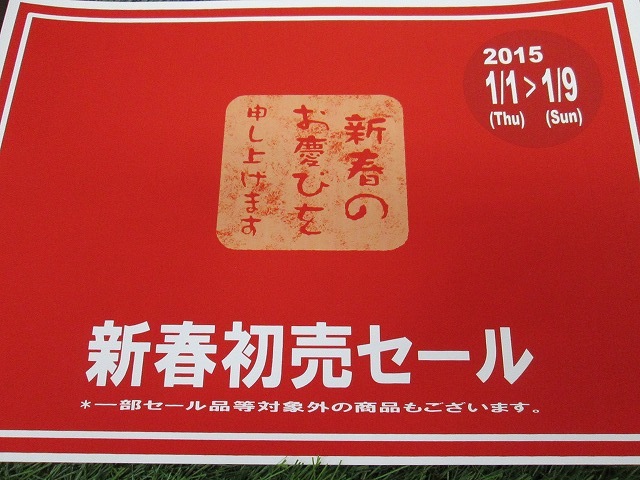 2015
1/1 > 1/9
(Thu) (Sun)
新春の
お慶びを
申し上げます
新春初売セール
*一部セール品等対象外の商品もございます。